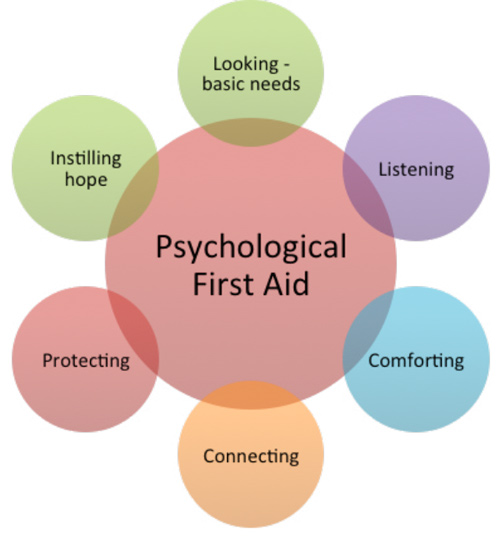 Looking -
basic needs
Listening
Comforting
Connecting
Protecting
Instilling
hope
Psychological
First Aid